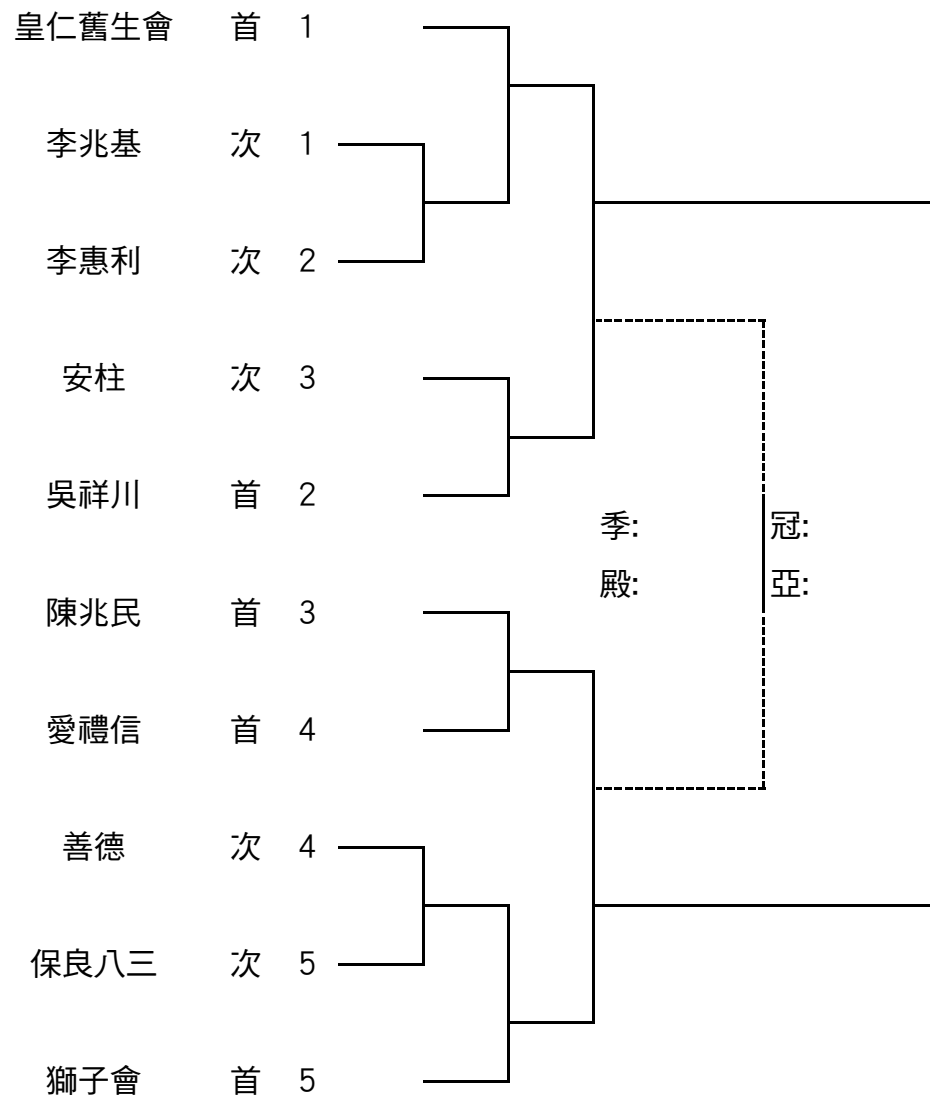 皇仁舊生會 首 1
李兆基 次 1
李惠利 次 2
安柱 次 3
吳祥川 首 2
季: 冠:
殿: 亞:
陳兆民 首 3
愛禮信 首 4
善德 次 4
保良八三 次 5
獅子會 首 5